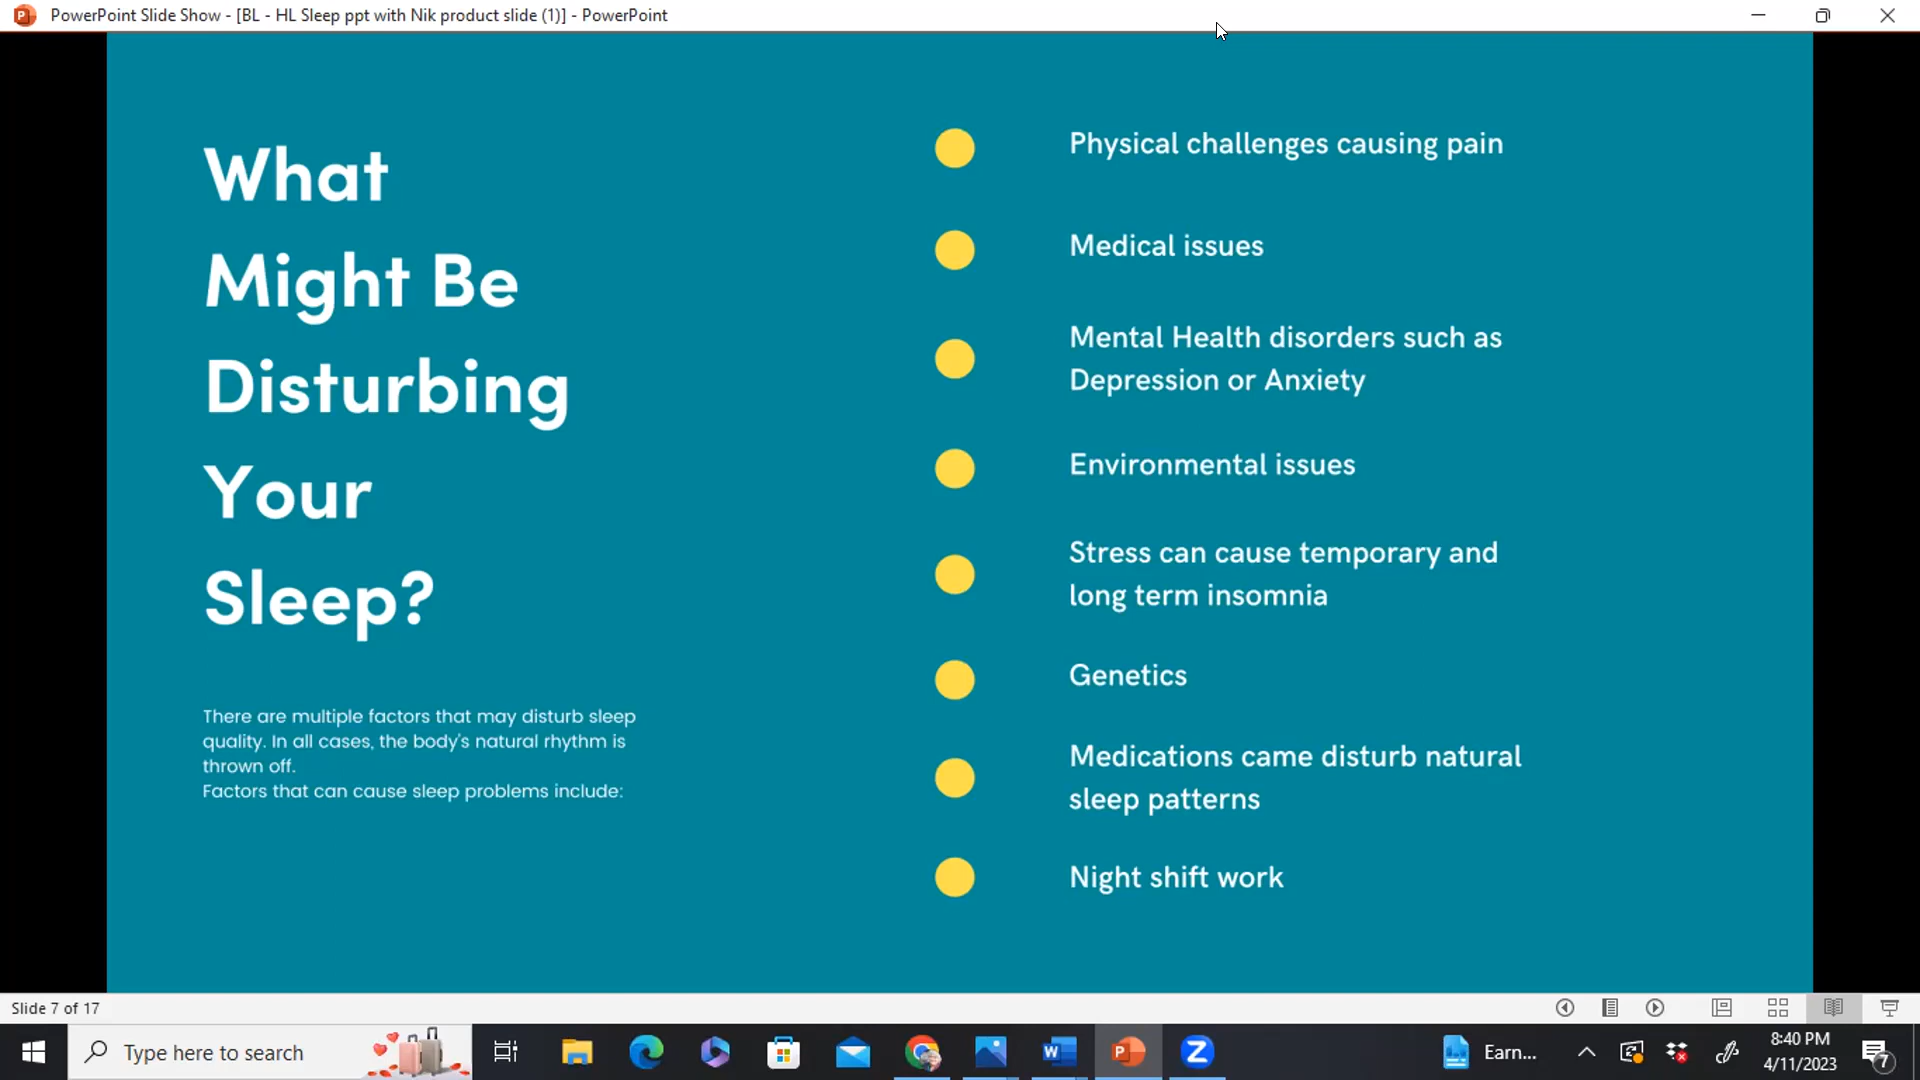 PowerPoint Slide Show - [BL - HL Sleep ppt with Nik product slide (1)] - PowerPoint
What
Might Be
Disturbing
Your
Sleep?
There are multiple factors that may disturb sleep
quality. In all cases, the body's natural rhythm is
thrown off.
Factors that can cause sleep problems include:
Physical challenges causing pain
Medical issues
Mental Health disorders such as
Depression or Anxiety
Environmental issues
Stress can cause temporary and
long term insomnia
Genetics
Medications came disturb natural
sleep patterns
Night shift work
Slide 7 of 17
Type here to search
Earn...
8:40 PM
4/11/2023
7